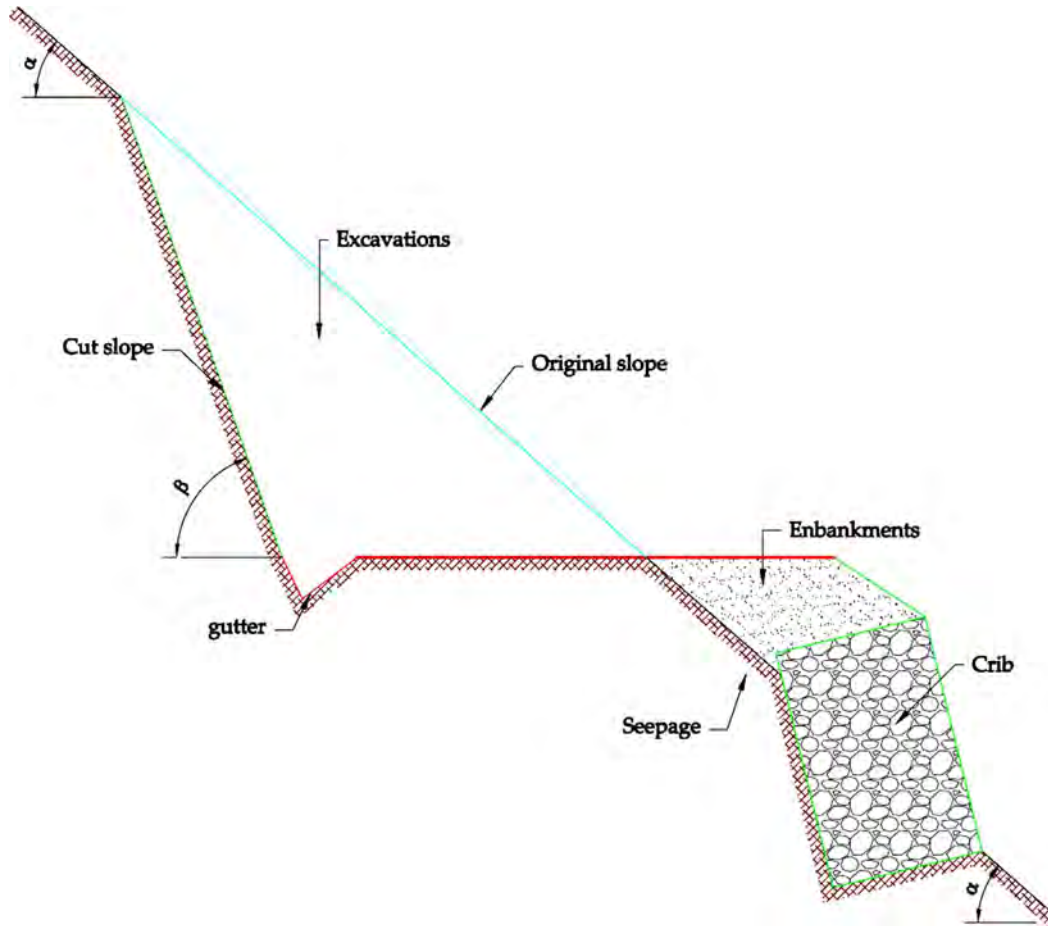 α
Excavations
Cut slope
Original slope
β
Enbankments
gutter
Crib
Seepage
α